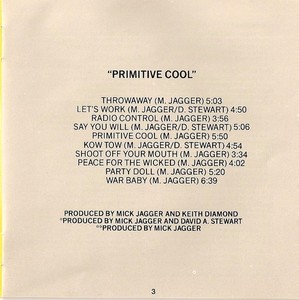 "PRIMITIVE COOL"
THROWAWAY (M. JAGGER) 5:03
LET'S WORK (M. JAGGER/D. STEWART) 4:50
RADIO CONTROL (M. JAGGER) 3:56
SAY YOU WILL (M. JAGGER/D. STEWART) 5:06
PRIMITIVE COOL (M. JAGGER) 5:50
KOW TOW (M. JAGGER/D. STEWART) 4:54
SHOOT OFF YOUR MOUTH (M. JAGGER) 3:34
PEACE FOR THE WICKED (M. JAGGER) 4:02
PARTY DOLL (M. JAGGER) 5:20
WAR BABY (M. JAGGER) 6:39
PRODUCED BY MICK JAGGER AND KEITH DIAMOND
*PRODUCED BY MICK JAGGER AND DAVID A. STEWART
**PRODUCED BY MICK JAGGER
3